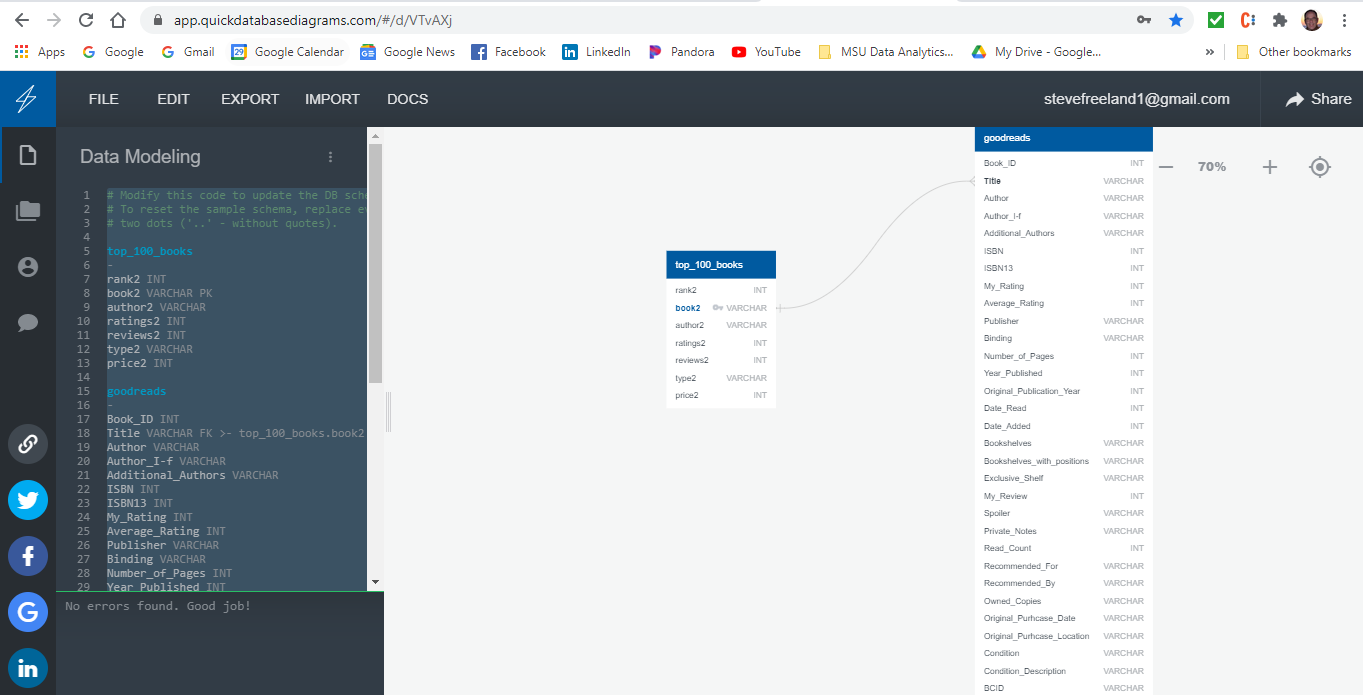 app.quickdatabasediagrams.com/#/d/VTvAXj
Apps Google Gmail 29 Google Calendar GE Google News Facebook LinkedIn Pandora YouTube MSU Data Analytics... My Drive - Google... » Other bookmarks
FILE EDIT EXPORT IMPORT DOCS stevefreeland1@gmail.com Share
Data Modeling
1 # Modify this code to update the DB sche
2 # To reset the sample schema, replace ev
3 # two dots ('..' - without quotes).
4
5 top_100_books
6 -
7 rank2 INT
8 book2 VARCHAR PK
9 author2 VARCHAR
10 ratings2 INT
11 reviews2 INT
12 type2 VARCHAR
13 price2 INT
14
15 goodreads
16 -
17 Book_ID INT
18 Title VARCHAR FK >- top_100_books.book2
19 Author VARCHAR
20 Author_I-f VARCHAR
21 Additional_Authors VARCHAR
22 ISBN INT
23 ISBN13 INT
24 My_Rating INT
25 Average_Rating INT
26 Publisher VARCHAR
27 Binding VARCHAR
28 Number_of_Pages INT
29 Year_Published INT
No errors found. Good job!
top_100_books
rank2 INT
book2 VARCHAR
author2 VARCHAR
ratings2 INT
reviews2 INT
type2 VARCHAR
price2 INT
goodreads
Book_ID INT
Title VARCHAR
Author VARCHAR
Author_I-f VARCHAR
Additional_Authors VARCHAR
ISBN INT
ISBN13 INT
My_Rating INT
Average_Rating INT
Publisher VARCHAR
Binding VARCHAR
Number_of_Pages INT
Year_Published INT
Original_Publication_Year INT
Date_Read INT
Date_Added INT
Bookshelves VARCHAR
Bookshelves_with_positions VARCHAR
Exclusive_Shelf VARCHAR
My_Review INT
Spoiler VARCHAR
Private_Notes VARCHAR
Read_Count INT
Recommended_For VARCHAR
Recommended_By VARCHAR
Owned_Copies VARCHAR
Original_Purhcase_Date VARCHAR
Original_Purhcase_Location VARCHAR
Condition VARCHAR
Condition_Description VARCHAR
BCID VARCHAR
70%